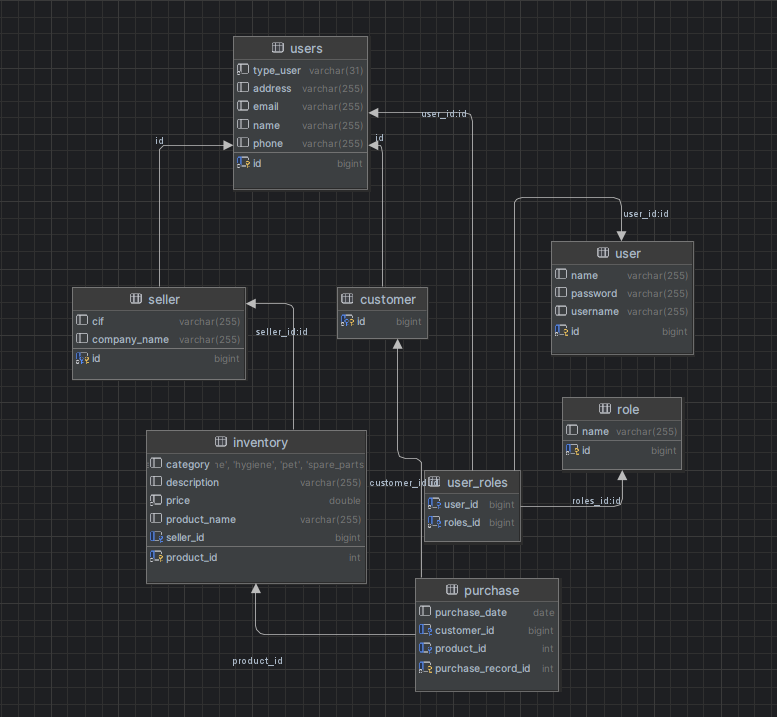 users
type_user varchar(31)
address varchar(255)
email varchar(255)
name varchar(255)
phone varchar(255)
id bigint
id
id
user_id:id
user_id:id
user
name varchar(255)
password varchar(255)
username varchar(255)
id bigint
seller
cif varchar(255)
company_name varchar(255)
id bigint
customer
id bigint
seller_id:id
role
name varchar(255)
id bigint
inventory
category ', 'hygiene', 'pet', 'spare_parts
description varchar(255)
price double
product_name varchar(255)
seller_id bigint
product_id int
customer_id
user_roles
user_id bigint
roles_id bigint
roles_id:id
purchase
purchase_date date
customer_id bigint
product_id int
purchase_record_id int
product_id